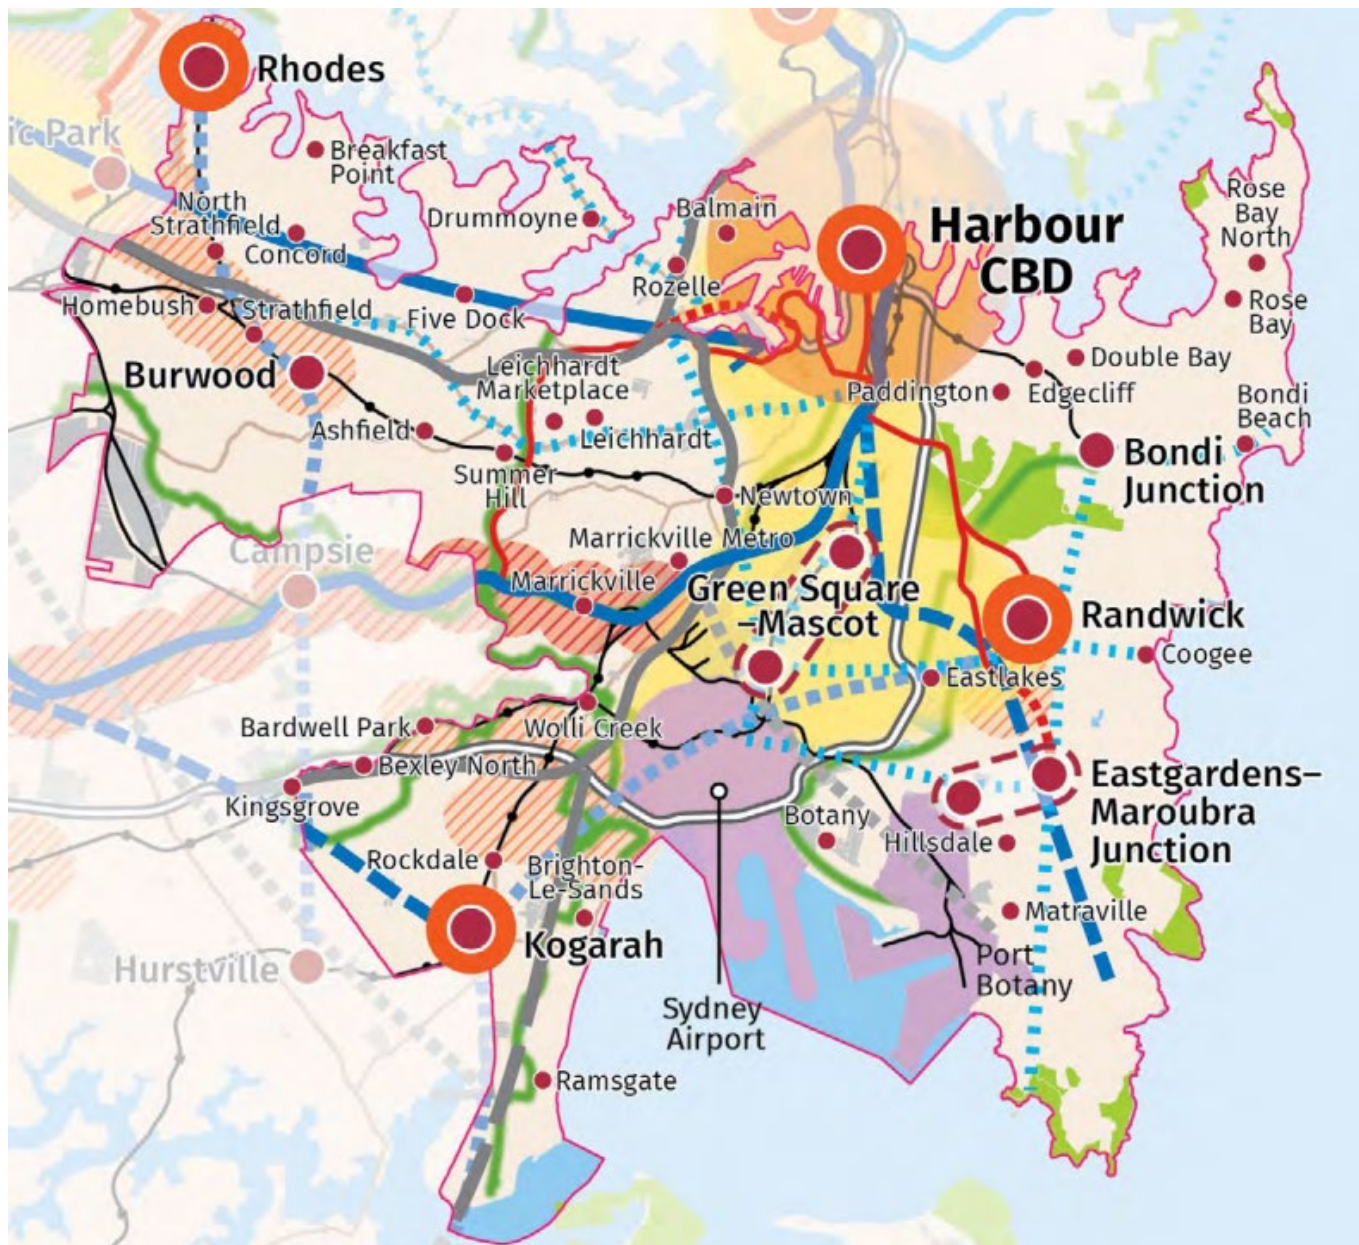 Rhodes
ic Park
Breakfast
Point
North
Strathfield
Concord
Drummoyne
Balmain
Harbour
CBD
Rose
Bay
North
Rozelle
Homebush
Strathfield
Five Dock
Rose
Bay
Double Bay
Burwood
Leichhardt
Marketplace
Paddington
Edgecliff
Bondi
Beach
Ashfield
Leichhardt
Bondi
Junction
Summer
Hill
Newtown
Campsie
Marrickville Metro
Marrickville
Green Square
–Mascot
Randwick
Coogee
Eastlakes
Bardwell Park
Wolli Creek
Bexley North
Kingsgrove
Eastgardens–
Maroubra
Junction
Botany
Hillsdale
Rockdale
Brighton-
Le-Sands
Matraville
Kogarah
Hurstville
Port
Botany
Sydney
Airport
Ramsgate